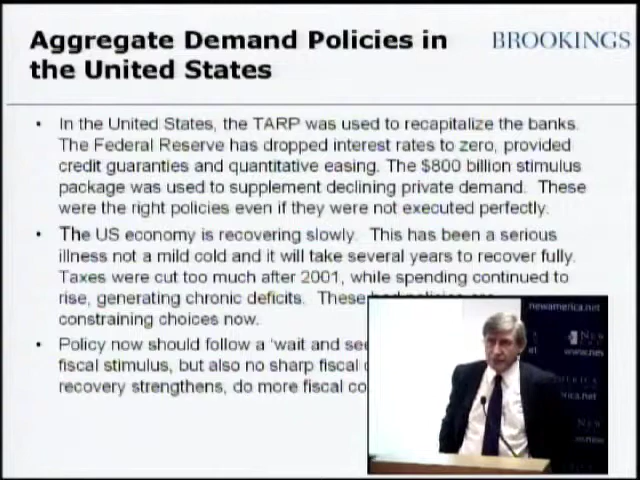 Aggregate Demand Policies in
the United States
BROOKINGS
• In the United States, the TARP was used to recapitalize the banks.
The Federal Reserve has dropped interest rates to zero, provided
credit guaranties and quantitative easing. The $800 billion stimulus
package was used to supplement declining private demand. These
were the right policies even if they were not executed perfectly.
• The US economy is recovering slowly. This has been a serious
illness not a mild cold and it will take several years to recover fully.
Taxes were cut too much after 2001, while spending continued to
rise, generating chronic deficits. These
constraining choices now.
• Policy now should follow a 'wait and see
fiscal stimulus, but also no sharp fiscal
recovery strengthens, do more fiscal
newamerica.net
www.new